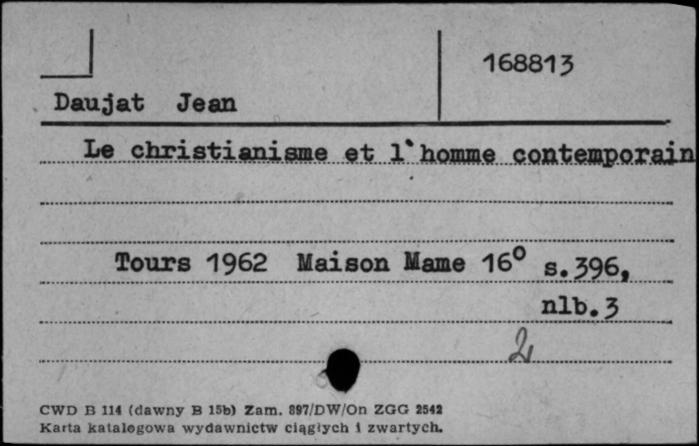 168813
Daujat Jean
Le christianisme et l'homme contemporain
Tours 1962 Maison Mame 16° s.396,
nlb.3
2
CWD B 114 (dawny B 15b) Zam. 897/DW/On ZGG 2542
Karta katalogowa wydawnictw ciągłych i zwartych.